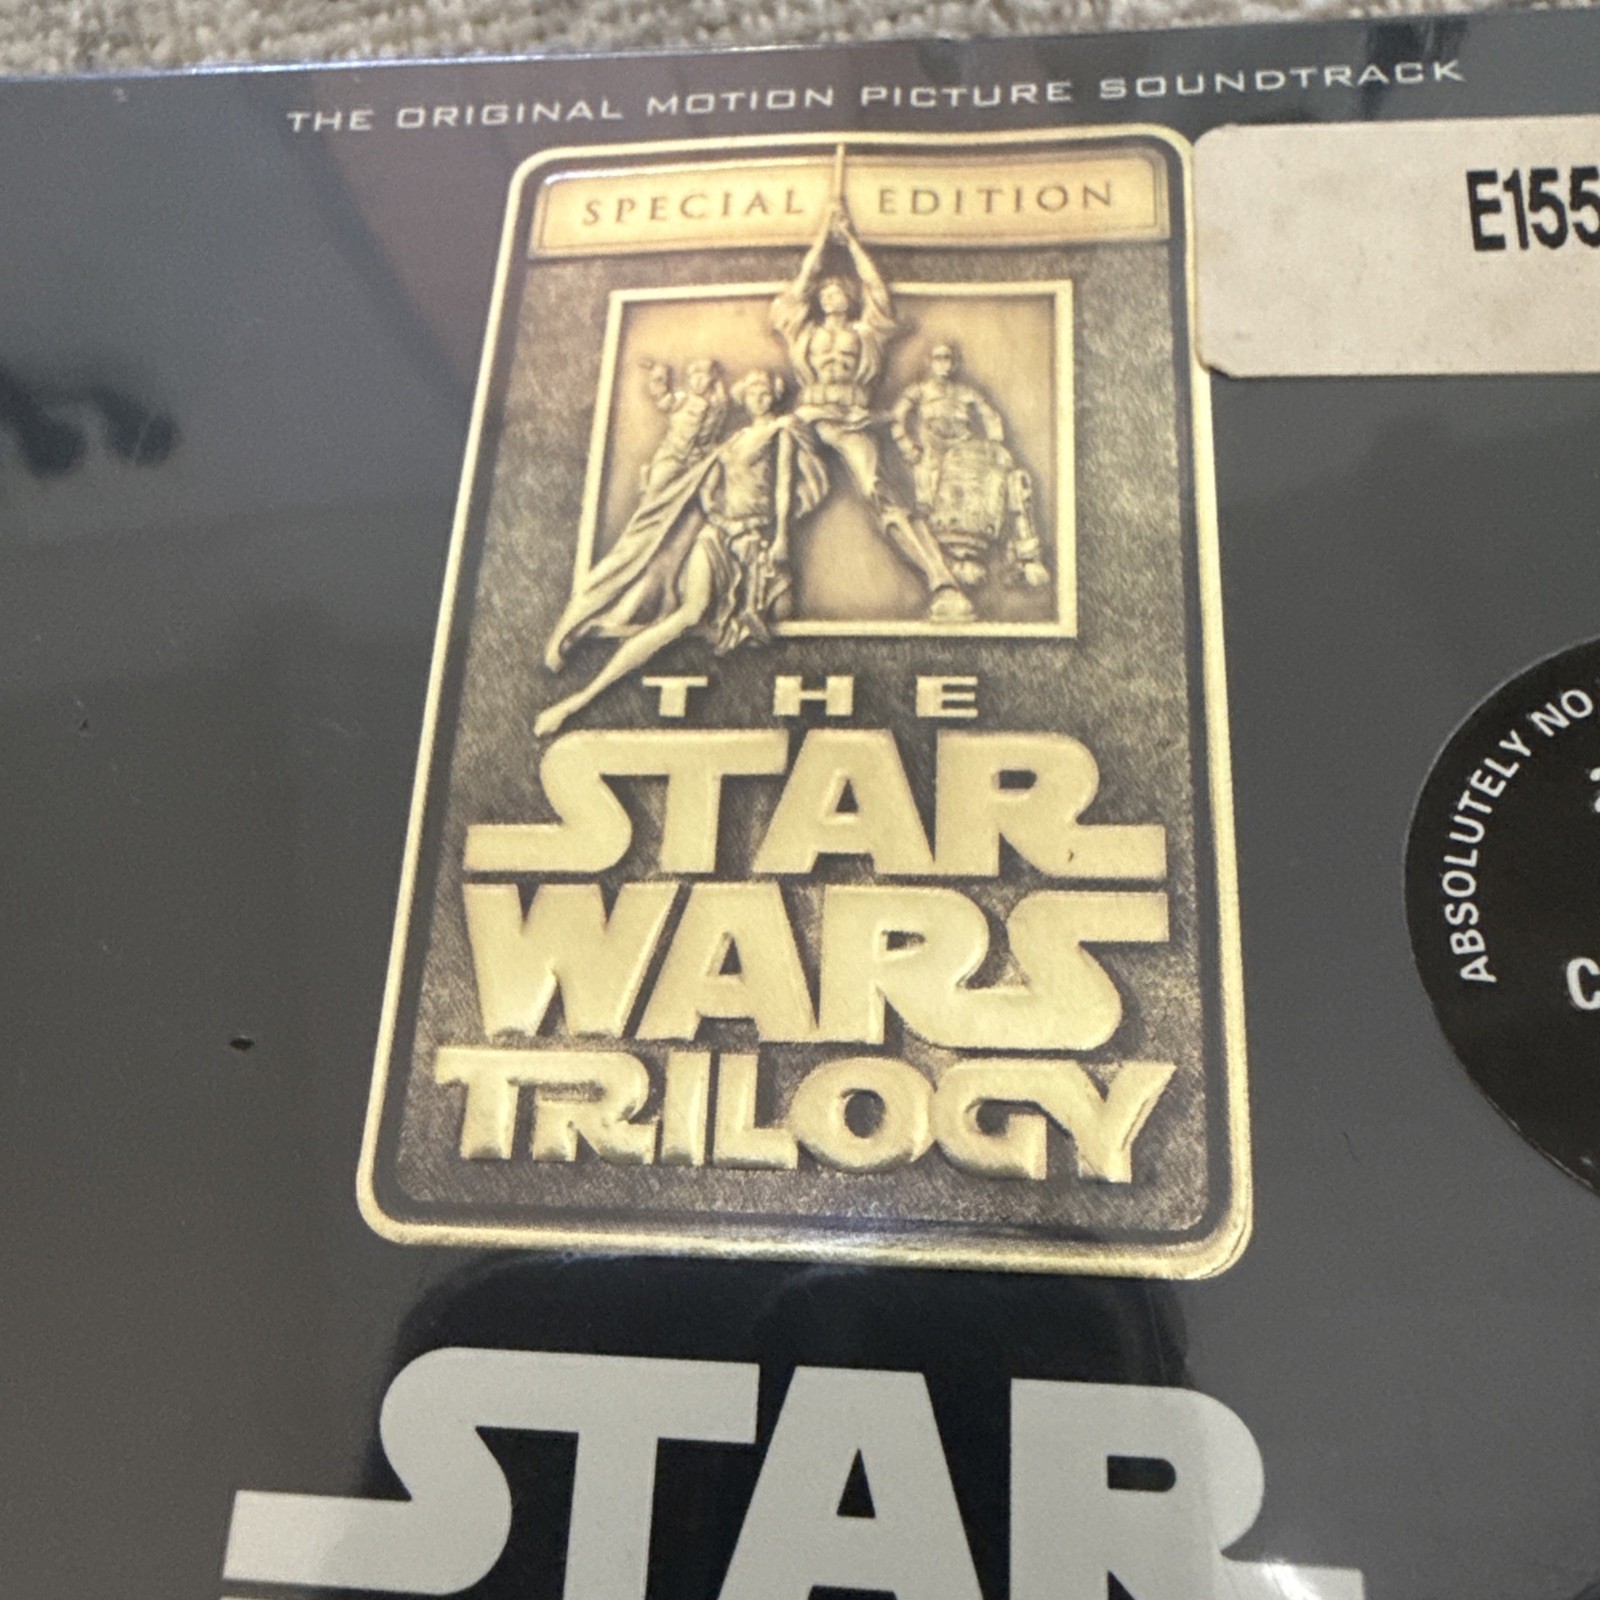 THE ORIGINAL MOTION PICTURE SOUNDTRACK
SPECIAL EDITION
E155
THE
STAR
WARS
TRILOGY
ABSOLUTELY NO
STAR